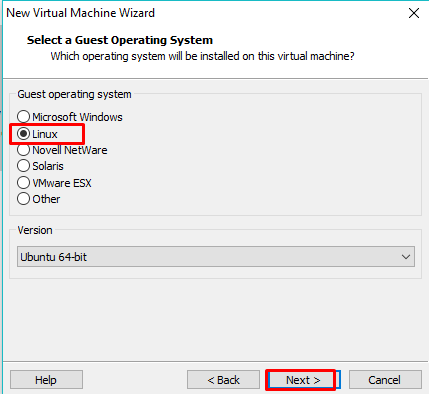 New Virtual Machine Wizard
Select a Guest Operating System
Which operating system will be installed on this virtual machine?
Guest operating system
Microsoft Windows
Linux
Novell NetWare
Solaris
VMware ESX
Other
Version
Ubuntu 64-bit
Help < Back Next > Cancel